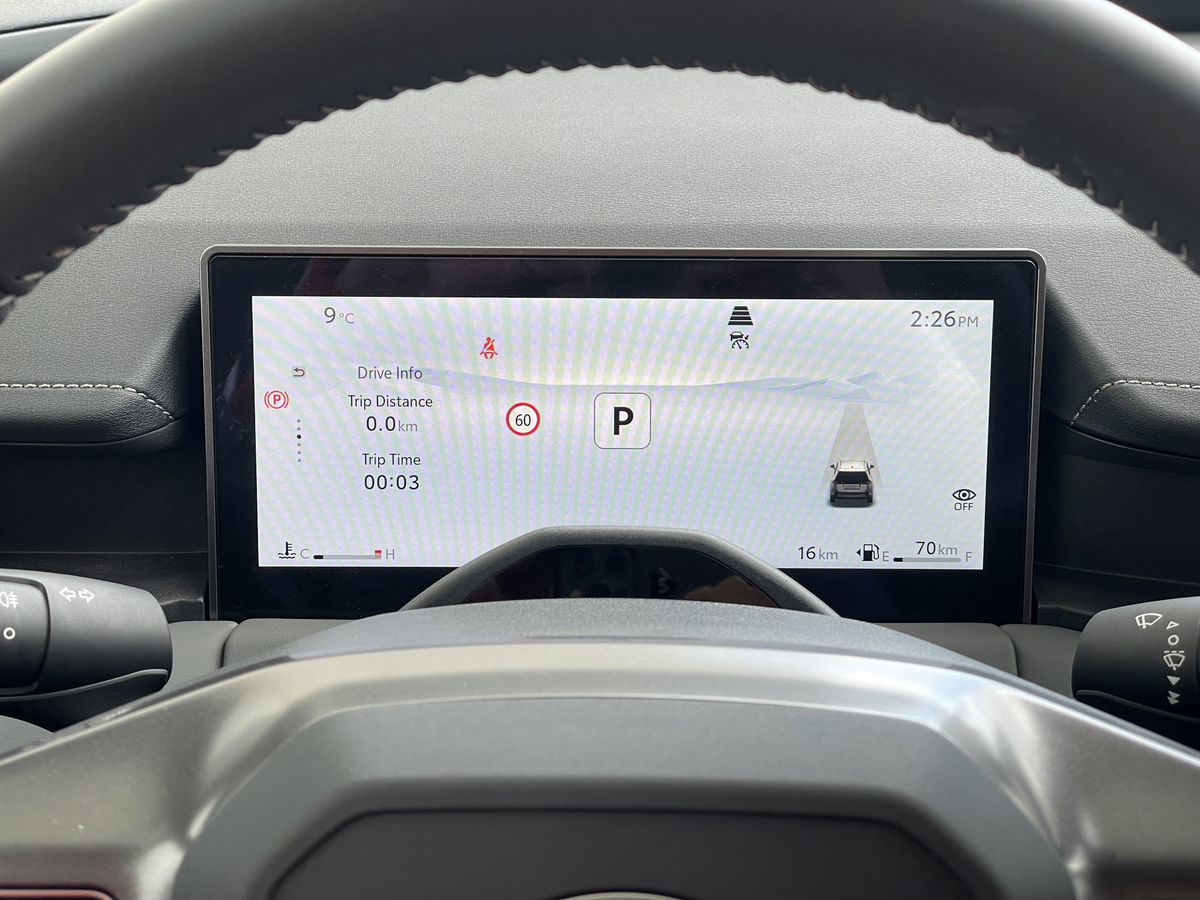 9°C
2:26PM
Drive Info
(P)
Trip Distance
0.0km
60
P
Trip Time
00:03
OFF
C H
16km E 70km F